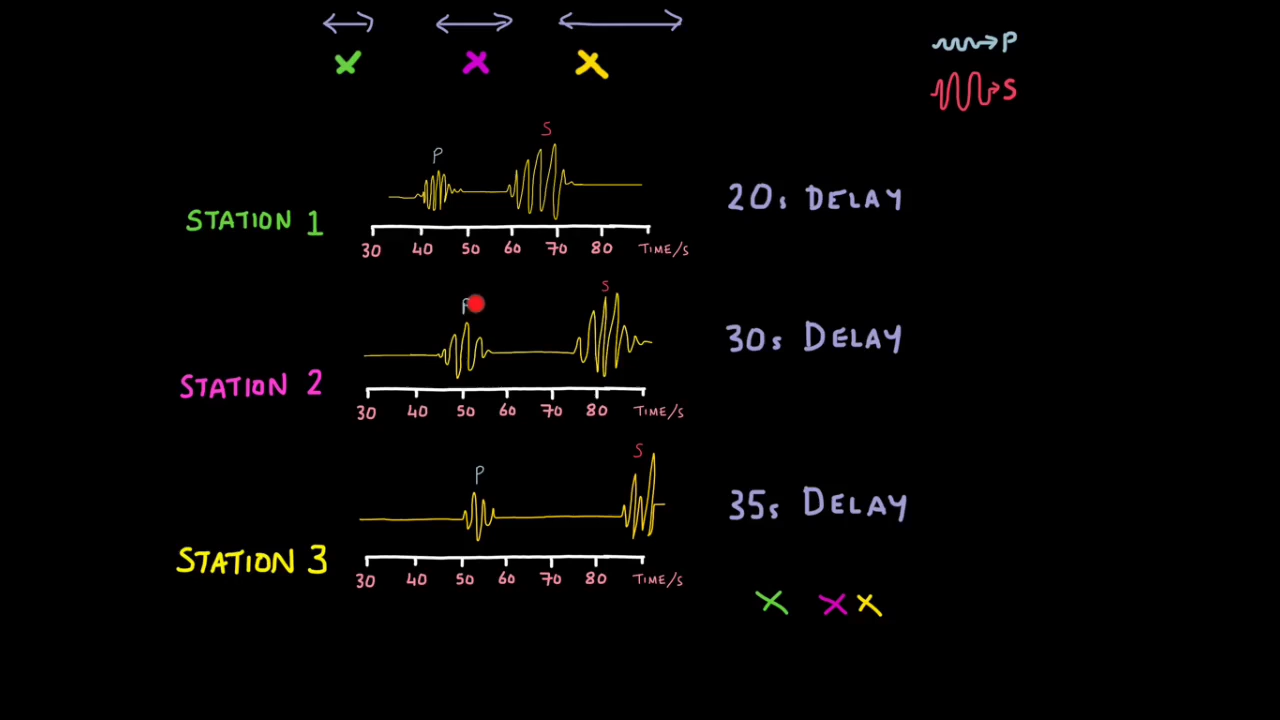 P
S
P
S
20s DELAY
STATION 1
30 40 50 60 70 80 TIME/S
P
S
30s DELAY
STATION 2
30 40 50 60 70 80 TIME/S
P
S
35s DELAY
STATION 3
30 40 50 60 70 80 TIME/S